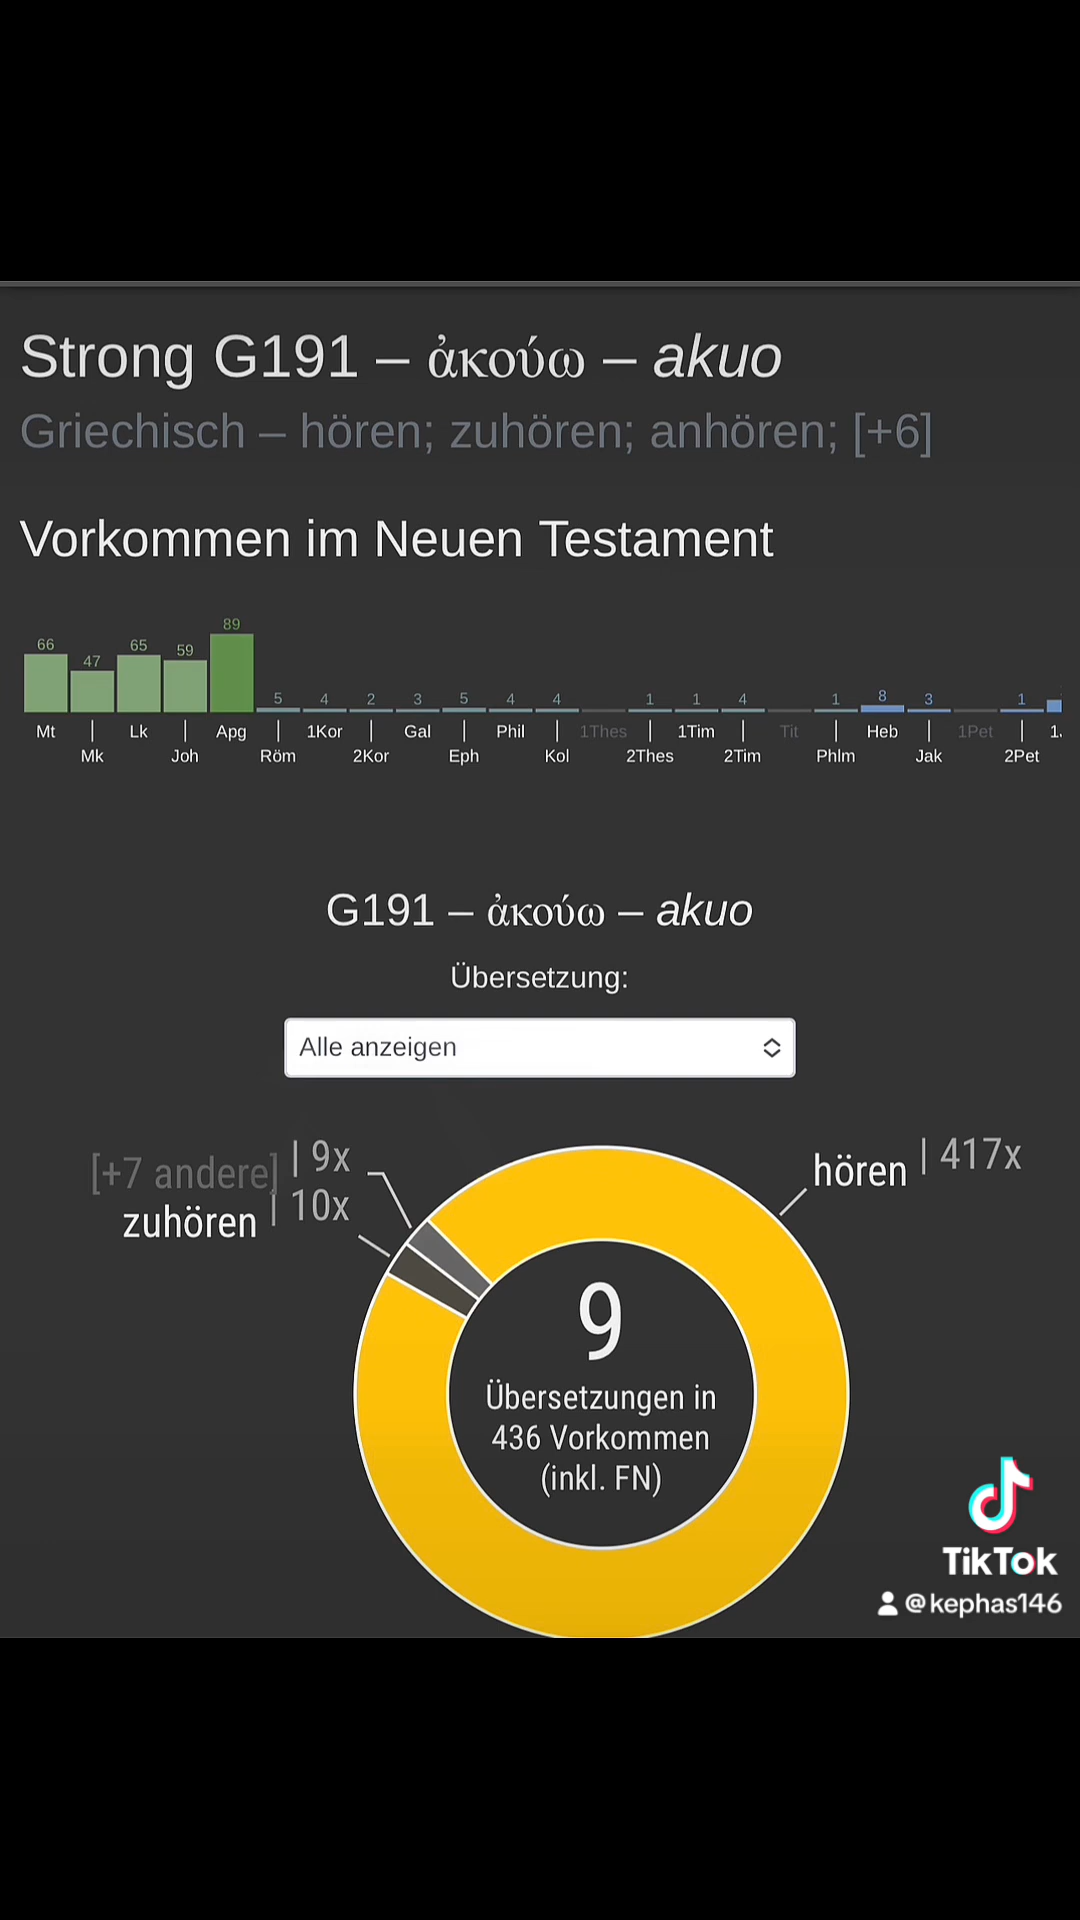 Strong G191 – ἀκούω – akuo
Griechisch – hören; zuhören; anhören; [+6]
Vorkommen im Neuen Testament
66 47 65 59 89 5 4 2 3 5 4 4 1 1 4 1 8 3 1
Mt | Lk | Apg | 1Kor | Gal | Phil | 1Thes | 1Tim | Tit | Heb | 1Pet | 1.
Mk Joh Röm 2Kor Eph Kol 2Thes 2Tim Phlm Jak 2Pet
G191 – ἀκούω – akuo
Übersetzung:
Alle anzeigen
[+7 andere] | 9x
zuhören | 10x
hören | 417x
9
Übersetzungen in
436 Vorkommen
(inkl. FN)
TikTok
@kephas146